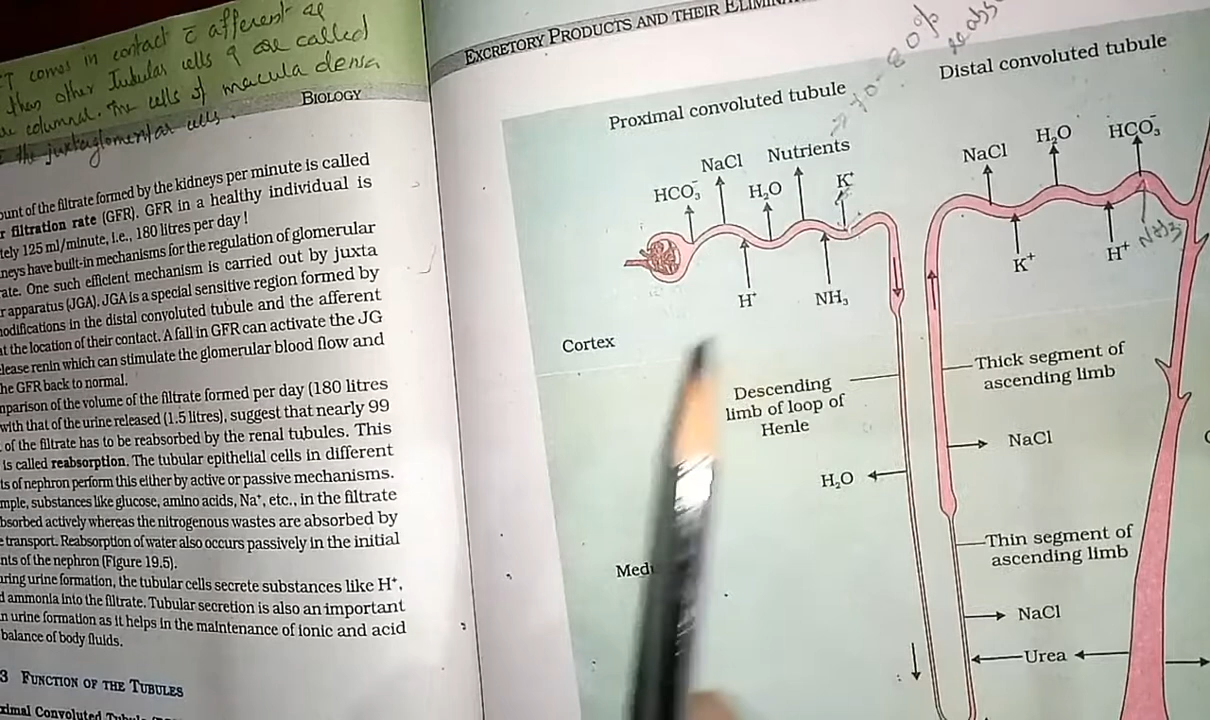 comes in contact c̄ afferent
than other Tubular cells & are called
columnar. The cells of macula densa
the juxtaglomerular cells.
BIOLOGY
ount of the filtrate formed by the kidneys per minute is called
r filtration rate (GFR). GFR in a healthy individual is
tely 125 ml/minute, i.e., 180 litres per day !
neys have built-in mechanisms for the regulation of glomerular
rate. One such efficient mechanism is carried out by juxta
r apparatus (JGA). JGA is a special sensitive region formed by
modifications in the distal convoluted tubule and the afferent
at the location of their contact. A fall in GFR can activate the JG
elease renin which can stimulate the glomerular blood flow and
he GFR back to normal.
mparison of the volume of the filtrate formed per day (180 litres
with that of the urine released (1.5 litres), suggest that nearly 99
of the filtrate has to be reabsorbed by the renal tubules. This
is called reabsorption. The tubular epithelial cells in different
ts of nephron perform this either by active or passive mechanisms.
mple, substances like glucose, amino acids, Na⁺, etc., in the filtrate
bsorbed actively whereas the nitrogenous wastes are absorbed by
e transport. Reabsorption of water also occurs passively in the initial
nts of the nephron (Figure 19.5).
uring urine formation, the tubular cells secrete substances like H⁺,
d ammonia into the filtrate. Tubular secretion is also an important
n urine formation as it helps in the maintenance of ionic and acid
balance of body fluids.
3 FUNCTION OF THE TUBULES
ximal Convoluted Tubule
EXCRETORY PRODUCTS AND THEIR ELIMINA
70-80%
reabs
Proximal convoluted tubule
Distal convoluted tubule
HCO₃⁻ NaCl H₂O Nutrients K⁺
NaCl H₂O HCO₃⁻
H⁺ NH₃
K⁺ H⁺ NH3
Cortex
Descending
limb of loop of
Henle
Thick segment of
ascending limb
NaCl
H₂O
Thin segment of
ascending limb
Medu
NaCl
Urea